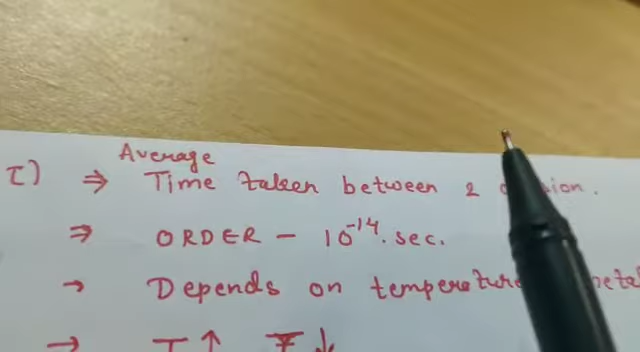 Average
τ) ⇒ Time taken between 2
⇒ ORDER - 10⁻¹⁴. sec.
→ Depends on temperature
→ T↑ τ↓